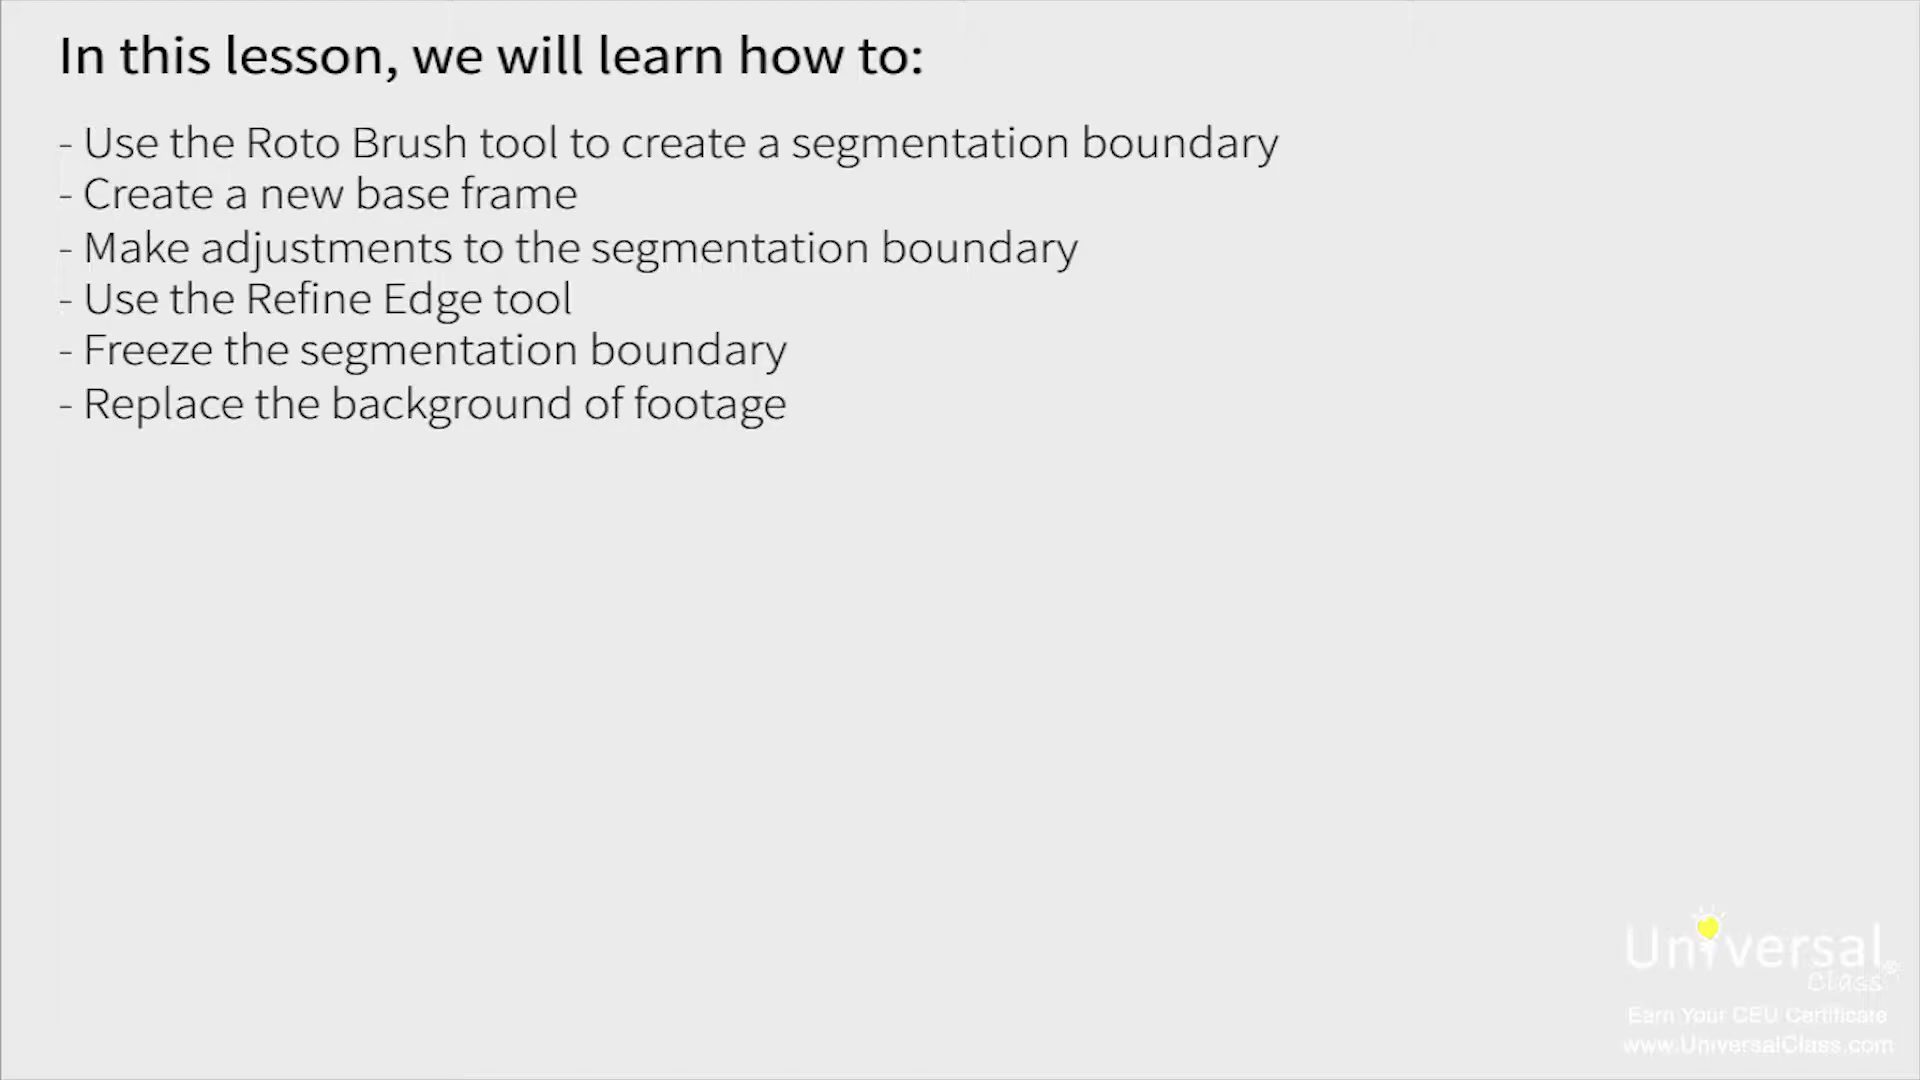 In this lesson, we will learn how to:
- Use the Roto Brush tool to create a segmentation boundary
- Create a new base frame
- Make adjustments to the segmentation boundary
- Use the Refine Edge tool
- Freeze the segmentation boundary
- Replace the background of footage
Universal
Class®
Earn Your CEU Certificate
www.UniversalClass.com